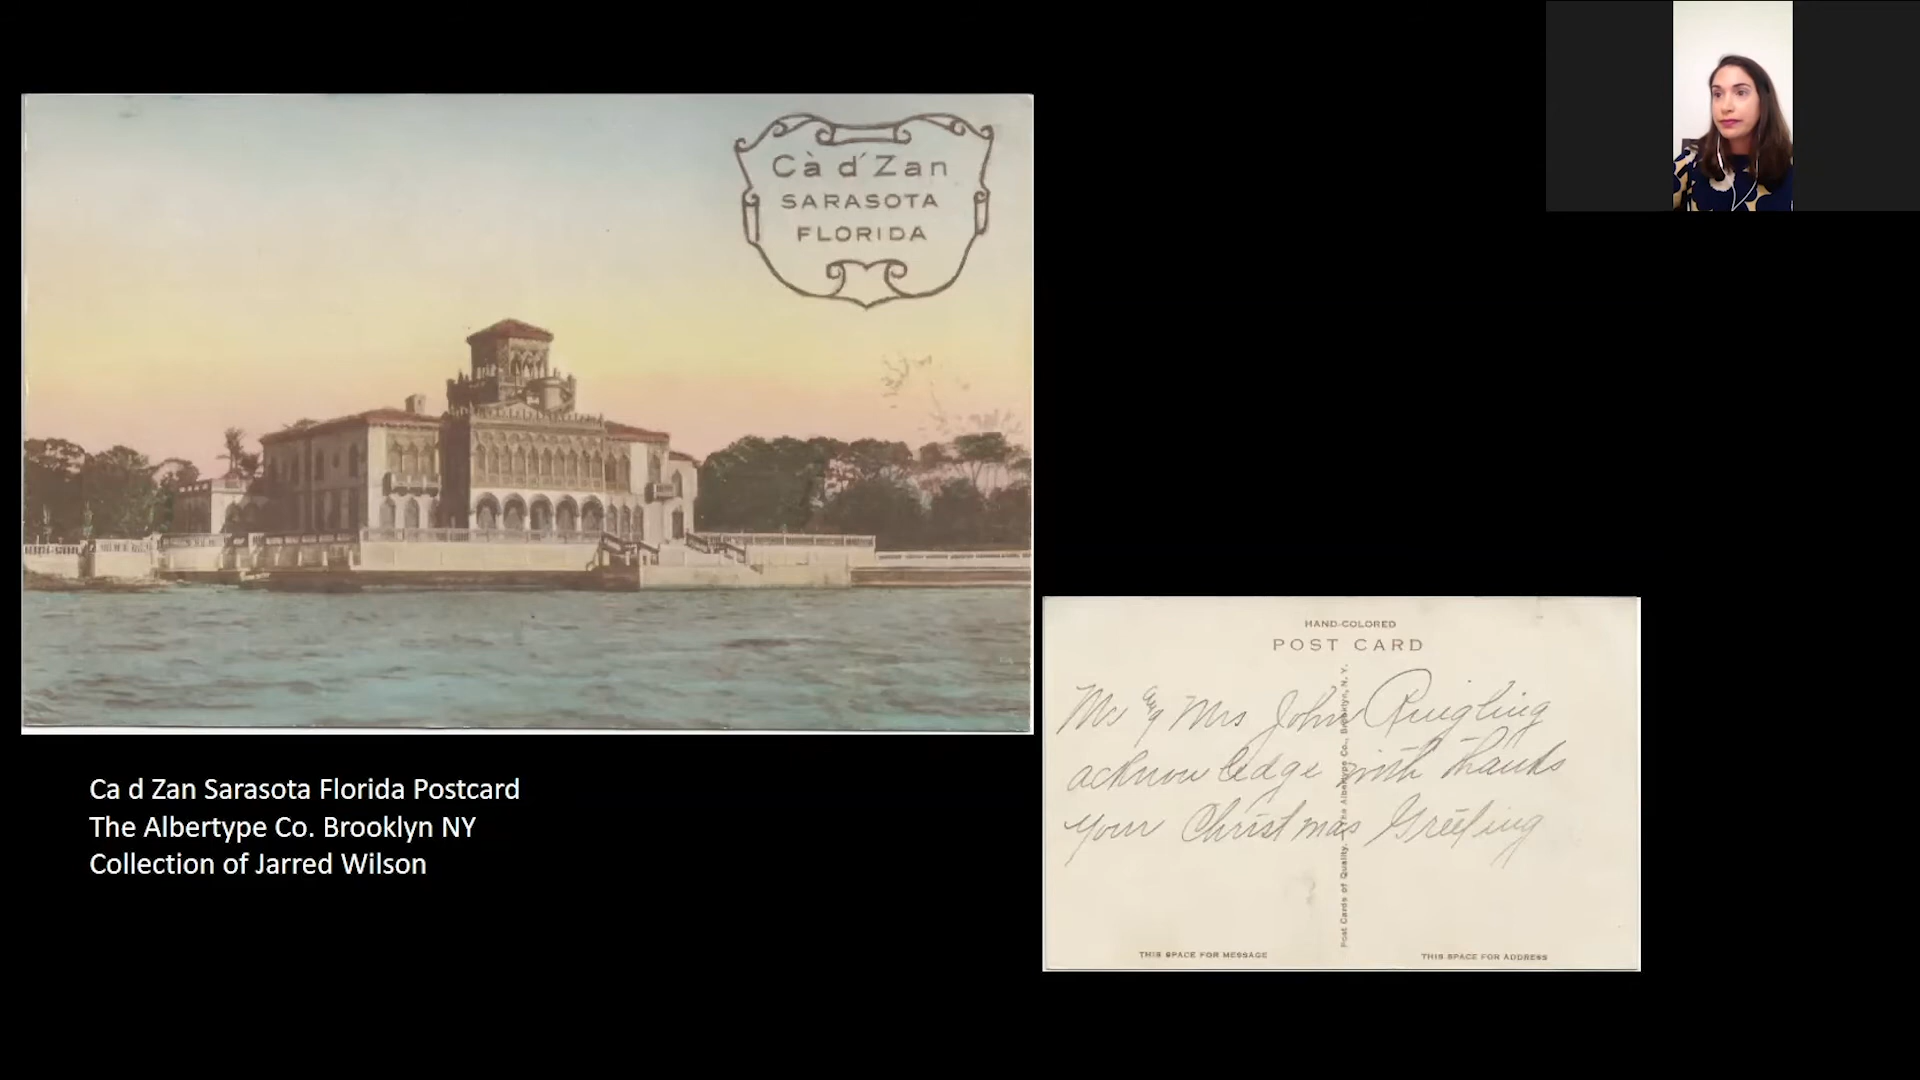 Cà d'Zan
SARASOTA
FLORIDA
Ca d Zan Sarasota Florida Postcard
The Albertype Co. Brooklyn NY
Collection of Jarred Wilson
HAND-COLORED
POST CARD
Mr and Mrs John Ringling
acknowledge with thanks
your Christmas Greeting
Post Cards of Quality. - The Albertype Co., Brooklyn, N. Y.
THIS SPACE FOR MESSAGE
THIS SPACE FOR ADDRESS